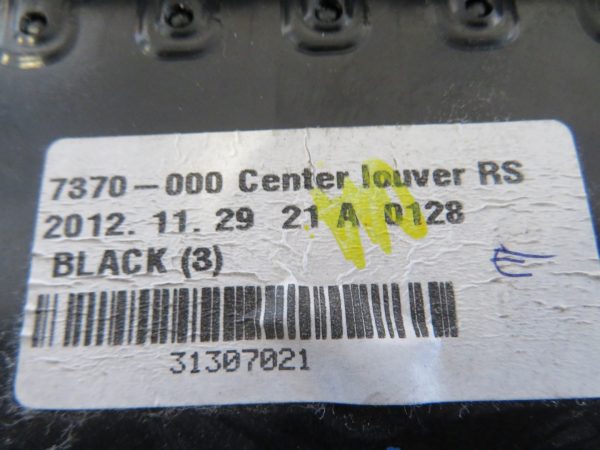 7370-000 Center louver RS
2012. 11. 29 21 A 0128
BLACK (3)
31307021